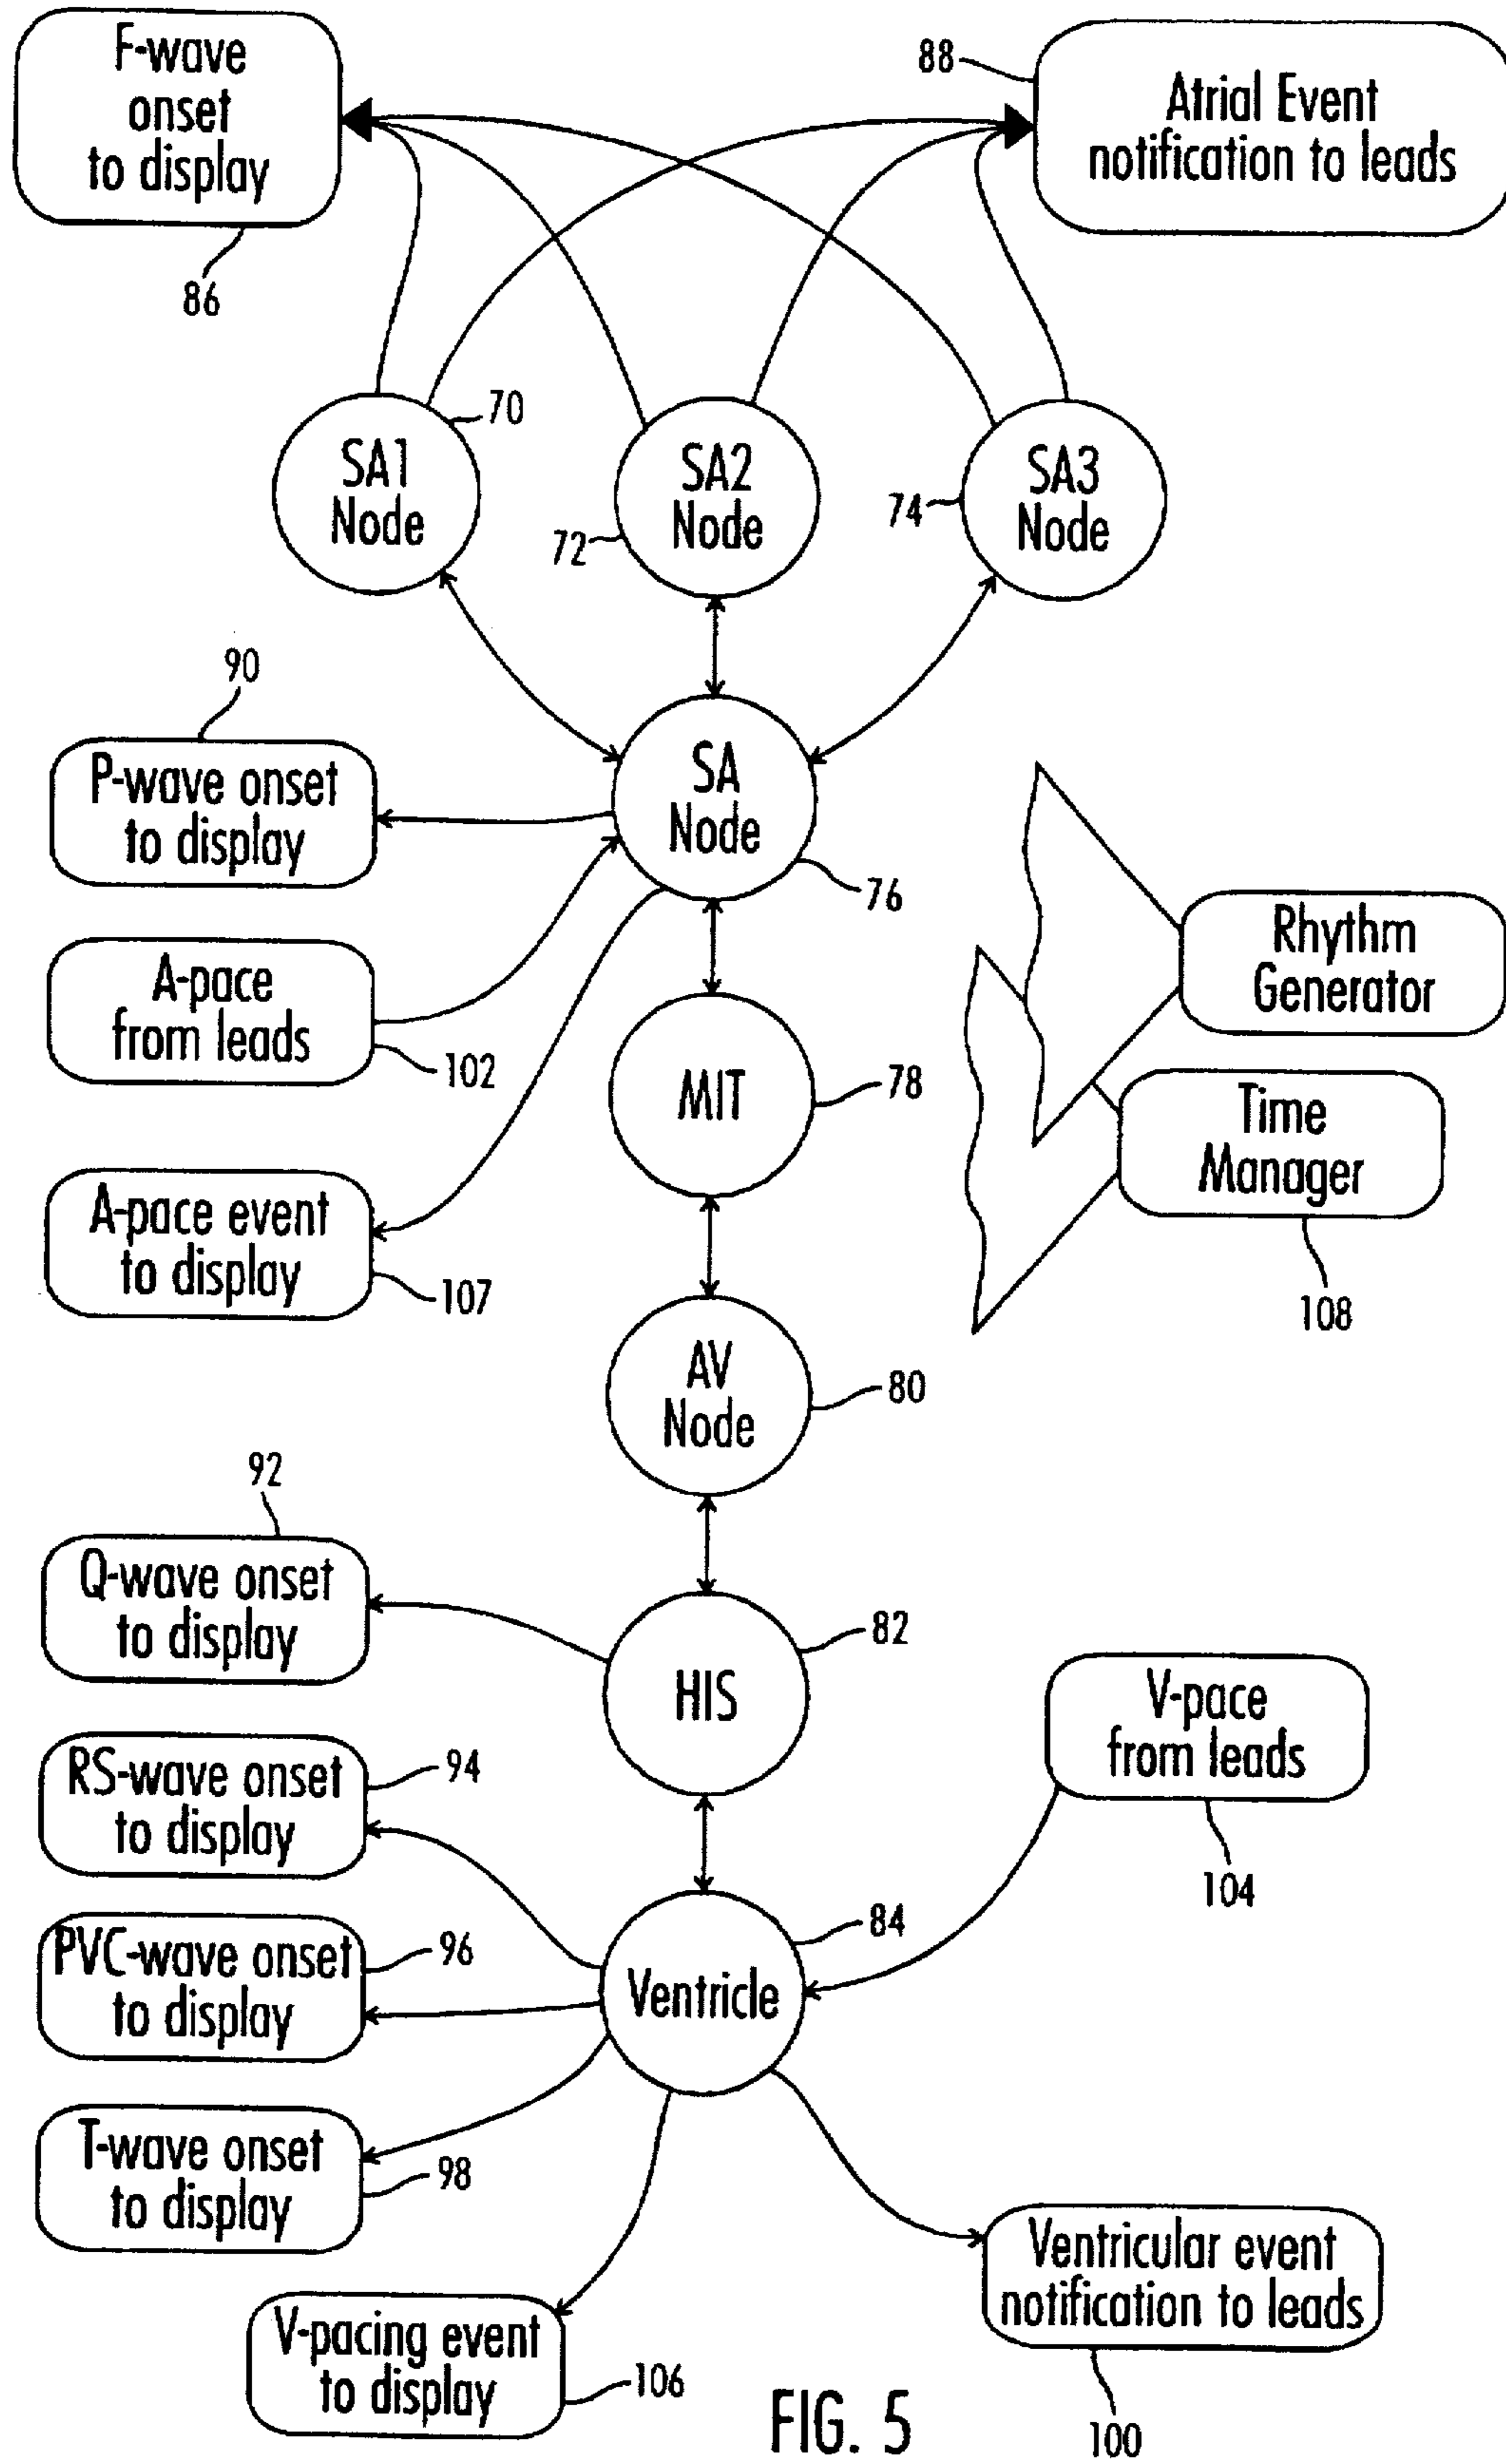 F-wave
onset
to display
86
88
Atrial Event
notification to leads
70
SA1
Node
72
SA2
Node
74
SA3
Node
90
P-wave onset
to display
SA
Node
76
A-pace
from leads
102
Rhythm
Generator
MIT
78
Time
Manager
108
A-pace event
to display
107
AV
Node
80
92
Q-wave onset
to display
HIS
82
V-pace
from leads
104
RS-wave onset
to display
94
PVC-wave onset
to display
96
Ventricle
84
T-wave onset
to display
98
Ventricular event
notification to leads
100
V-pacing event
to display
106
FIG. 5